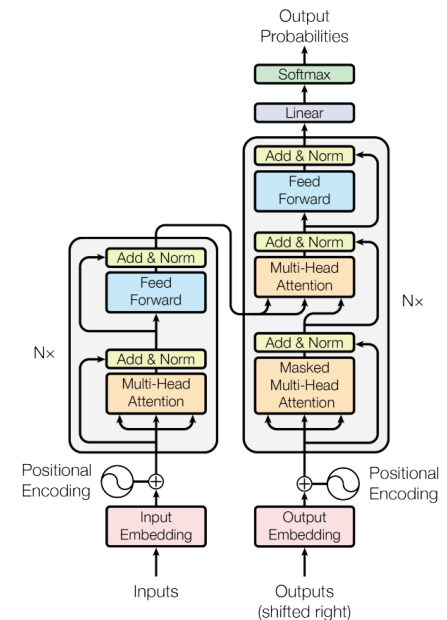 Output
Probabilities
Softmax
Linear
Add & Norm
Feed
Forward
Add & Norm
Multi-Head
Attention
Add & Norm
Masked
Multi-Head
Attention
Nx
Add & Norm
Feed
Forward
Add & Norm
Multi-Head
Attention
Nx
Positional
Encoding
Positional
Encoding
Input
Embedding
Output
Embedding
Inputs
Outputs
(shifted right)